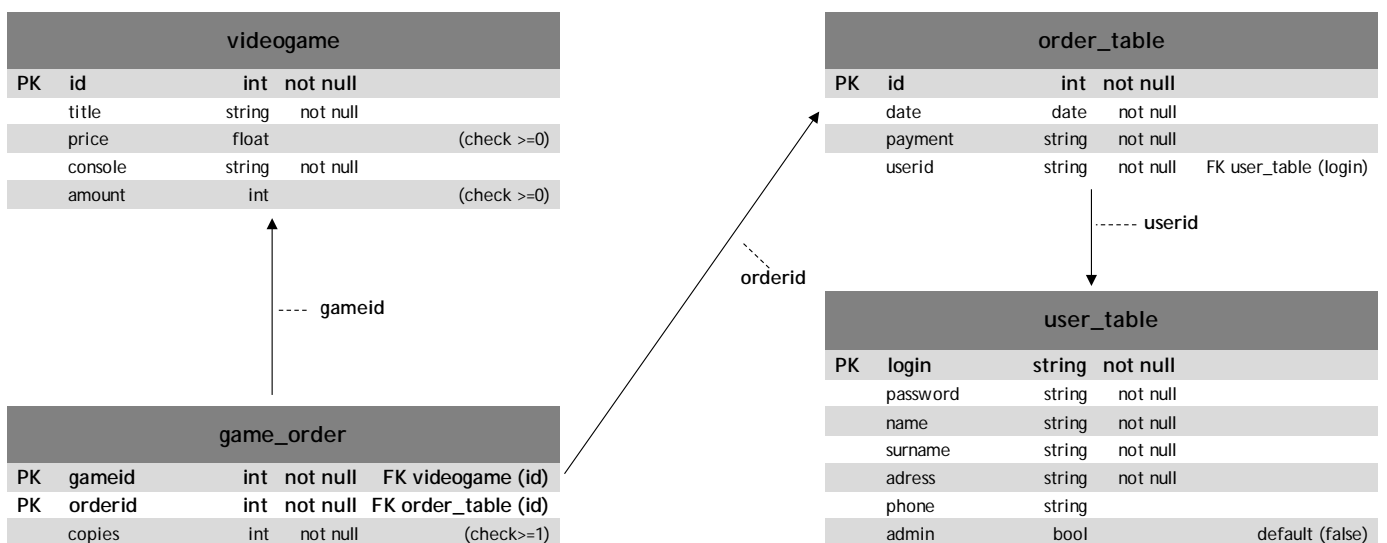 videogame
PK id int not null
title string not null
price float (check >=0)
console string not null
amount int (check >=0)
gameid
game_order
PK gameid int not null FK videogame (id)
PK orderid int not null FK order_table (id)
copies int not null (check>=1)
orderid
order_table
PK id int not null
date date not null
payment string not null
userid string not null FK user_table (login)
userid
user_table
PK login string not null
password string not null
name string not null
surname string not null
adress string not null
phone string
admin bool default (false)